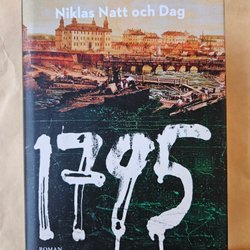 Niklas Natt och Dag
1795
ROMAN